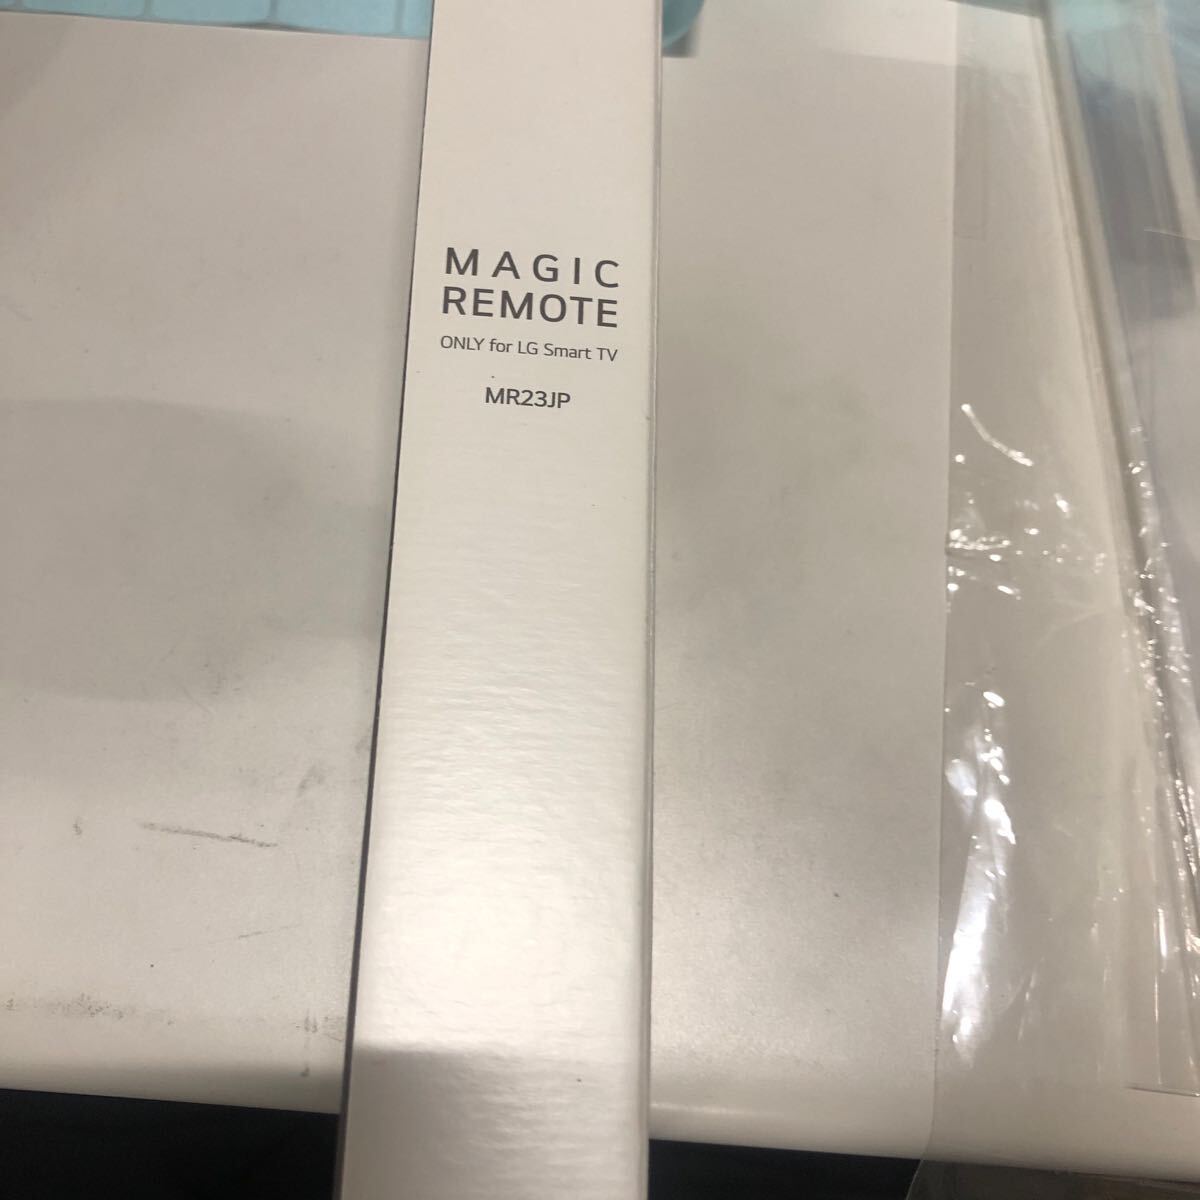 MAGIC
REMOTE
ONLY for LG Smart TV
MR23JP